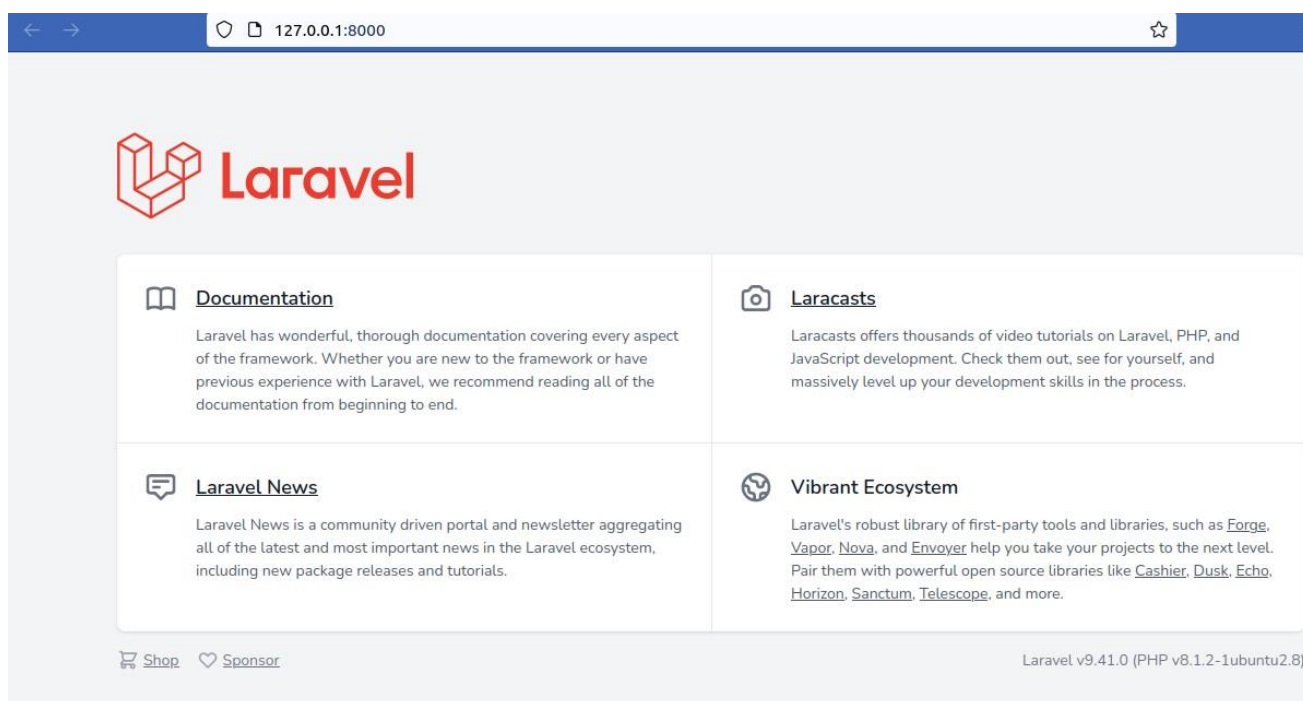 127.0.0.1:8000
Laravel
Documentation
Laravel has wonderful, thorough documentation covering every aspect
of the framework. Whether you are new to the framework or have
previous experience with Laravel, we recommend reading all of the
documentation from beginning to end.
Laracasts
Laracasts offers thousands of video tutorials on Laravel, PHP, and
JavaScript development. Check them out, see for yourself, and
massively level up your development skills in the process.
Laravel News
Laravel News is a community driven portal and newsletter aggregating
all of the latest and most important news in the Laravel ecosystem,
including new package releases and tutorials.
Vibrant Ecosystem
Laravel's robust library of first-party tools and libraries, such as Forge,
Vapor, Nova, and Envoyer help you take your projects to the next level.
Pair them with powerful open source libraries like Cashier, Dusk, Echo,
Horizon, Sanctum, Telescope, and more.
Shop Sponsor
Laravel v9.41.0 (PHP v8.1.2-1ubuntu2.8)